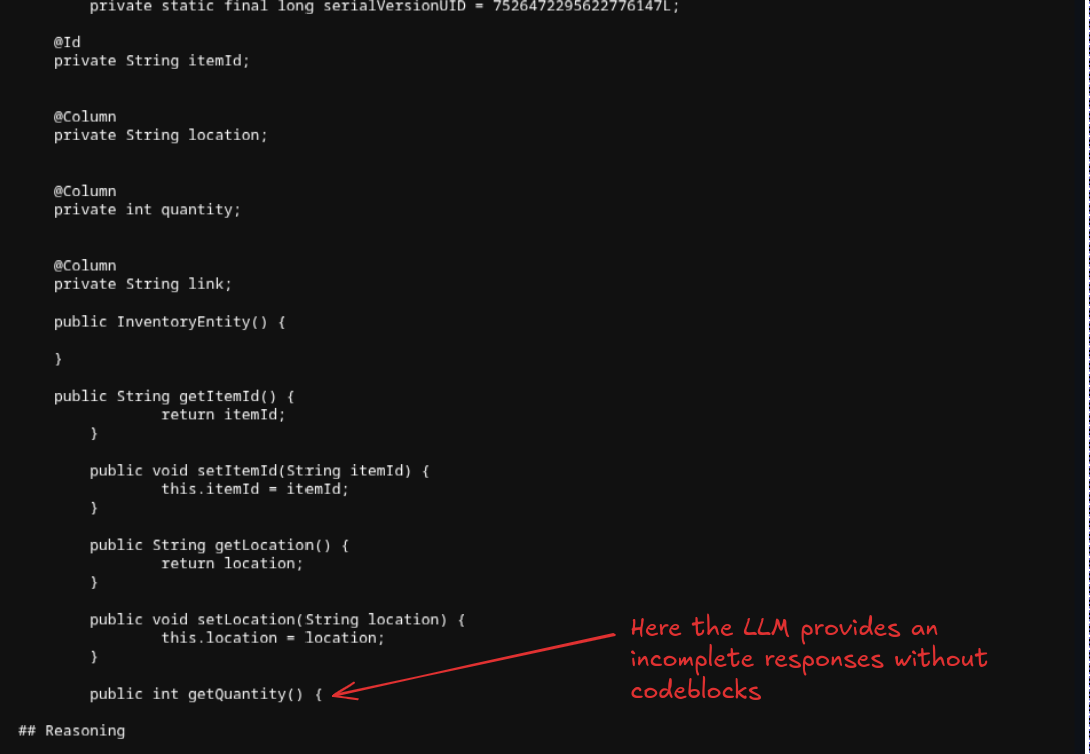 private static final long serialVersionUID = 7526472295622776147L;
@Id
private String itemId;
@Column
private String location;
@Column
private int quantity;
@Column
private String link;
public InventoryEntity() {
}
public String getItemId() {
return itemId;
}
public void setItemId(String itemId) {
this.itemId = itemId;
}
public String getLocation() {
return location;
}
public void setLocation(String location) {
this.location = location;
}
public int getQuantity() {
Here the LLM provides an
incomplete responses without
codeblocks
## Reasoning